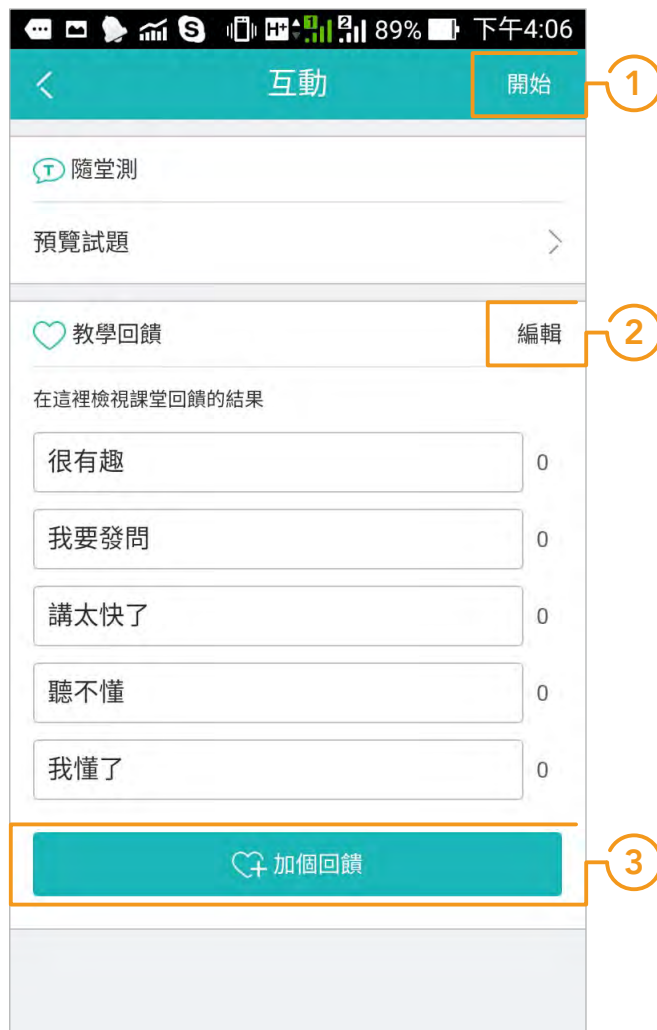 89% 下午4:06
互動 開始 1
隨堂測
預覽試題
教學回饋 編輯 2
在這裡檢視課堂回饋的結果
很有趣 0
我要發問 0
講太快了 0
聽不懂 0
我懂了 0
加個回饋 3